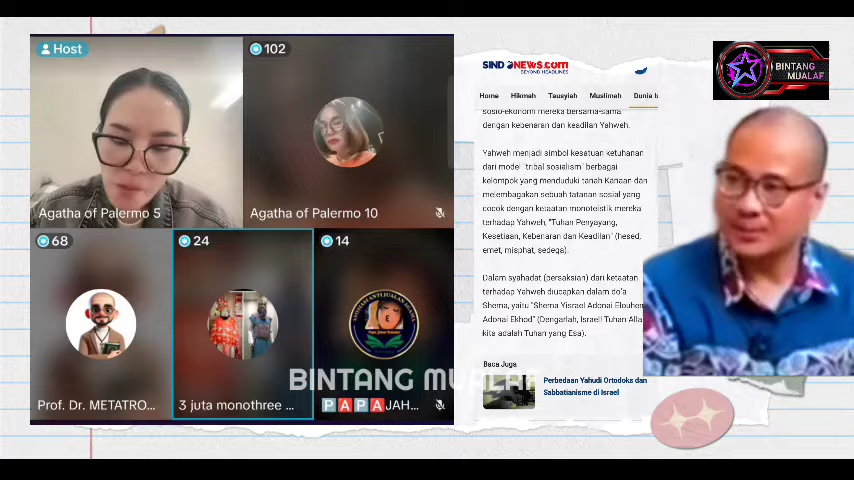 Host
102
Agatha of Palermo 5
Agatha of Palermo 10
68
24
14
Prof. Dr. METATRO...
3 juta monothree ...
PAPAJAH...
BINTANG MUALAF
SINDONEWS.com
BEYOND HEADLINES
Home Hikmah Tausyiah Muslimah Dunia I
sosio-ekonomi mereka bersama-sama
dengan kebenaran dan keadilan Yahweh.
Yahweh menjadi simbol kesatuan ketuhanan
dari model "tribal sosialism" berbagai
kelompok yang menduduki tanah Kanaan dan
melembagakan sebuah tatanan sosial yang
cocok dengan ketaatan monoteistik mereka
terhadap Yahweh, "Tuhan Penyayang,
Kesetiaan, Kebenaran dan Keadilan" (hesed,
emet, misphat, sedeqa).
Dalam syahadat (persaksian) dari ketaatan
terhadap Yahweh diucapkan dalam do'a
Shema, yaitu "Shema Yisrael Adonai Elouhen
Adonai Ekhod" (Dengarlah, Israel! Tuhan Alla
kita adalah Tuhan yang Esa).
Baca Juga
Perbedaan Yahudi Ortodoks dan
Sabbatianisme di Israel
BINTANG
MUALAF